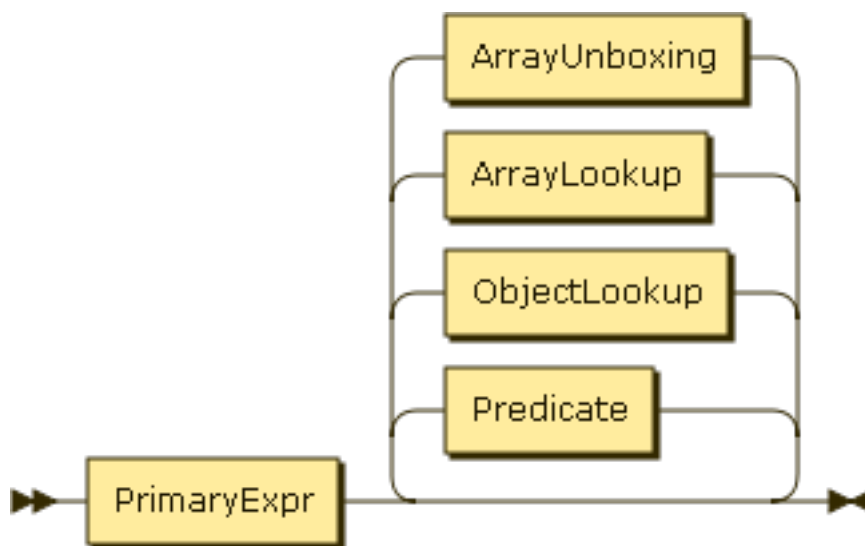 ArrayUnboxing
ArrayLookup
ObjectLookup
Predicate
PrimaryExpr